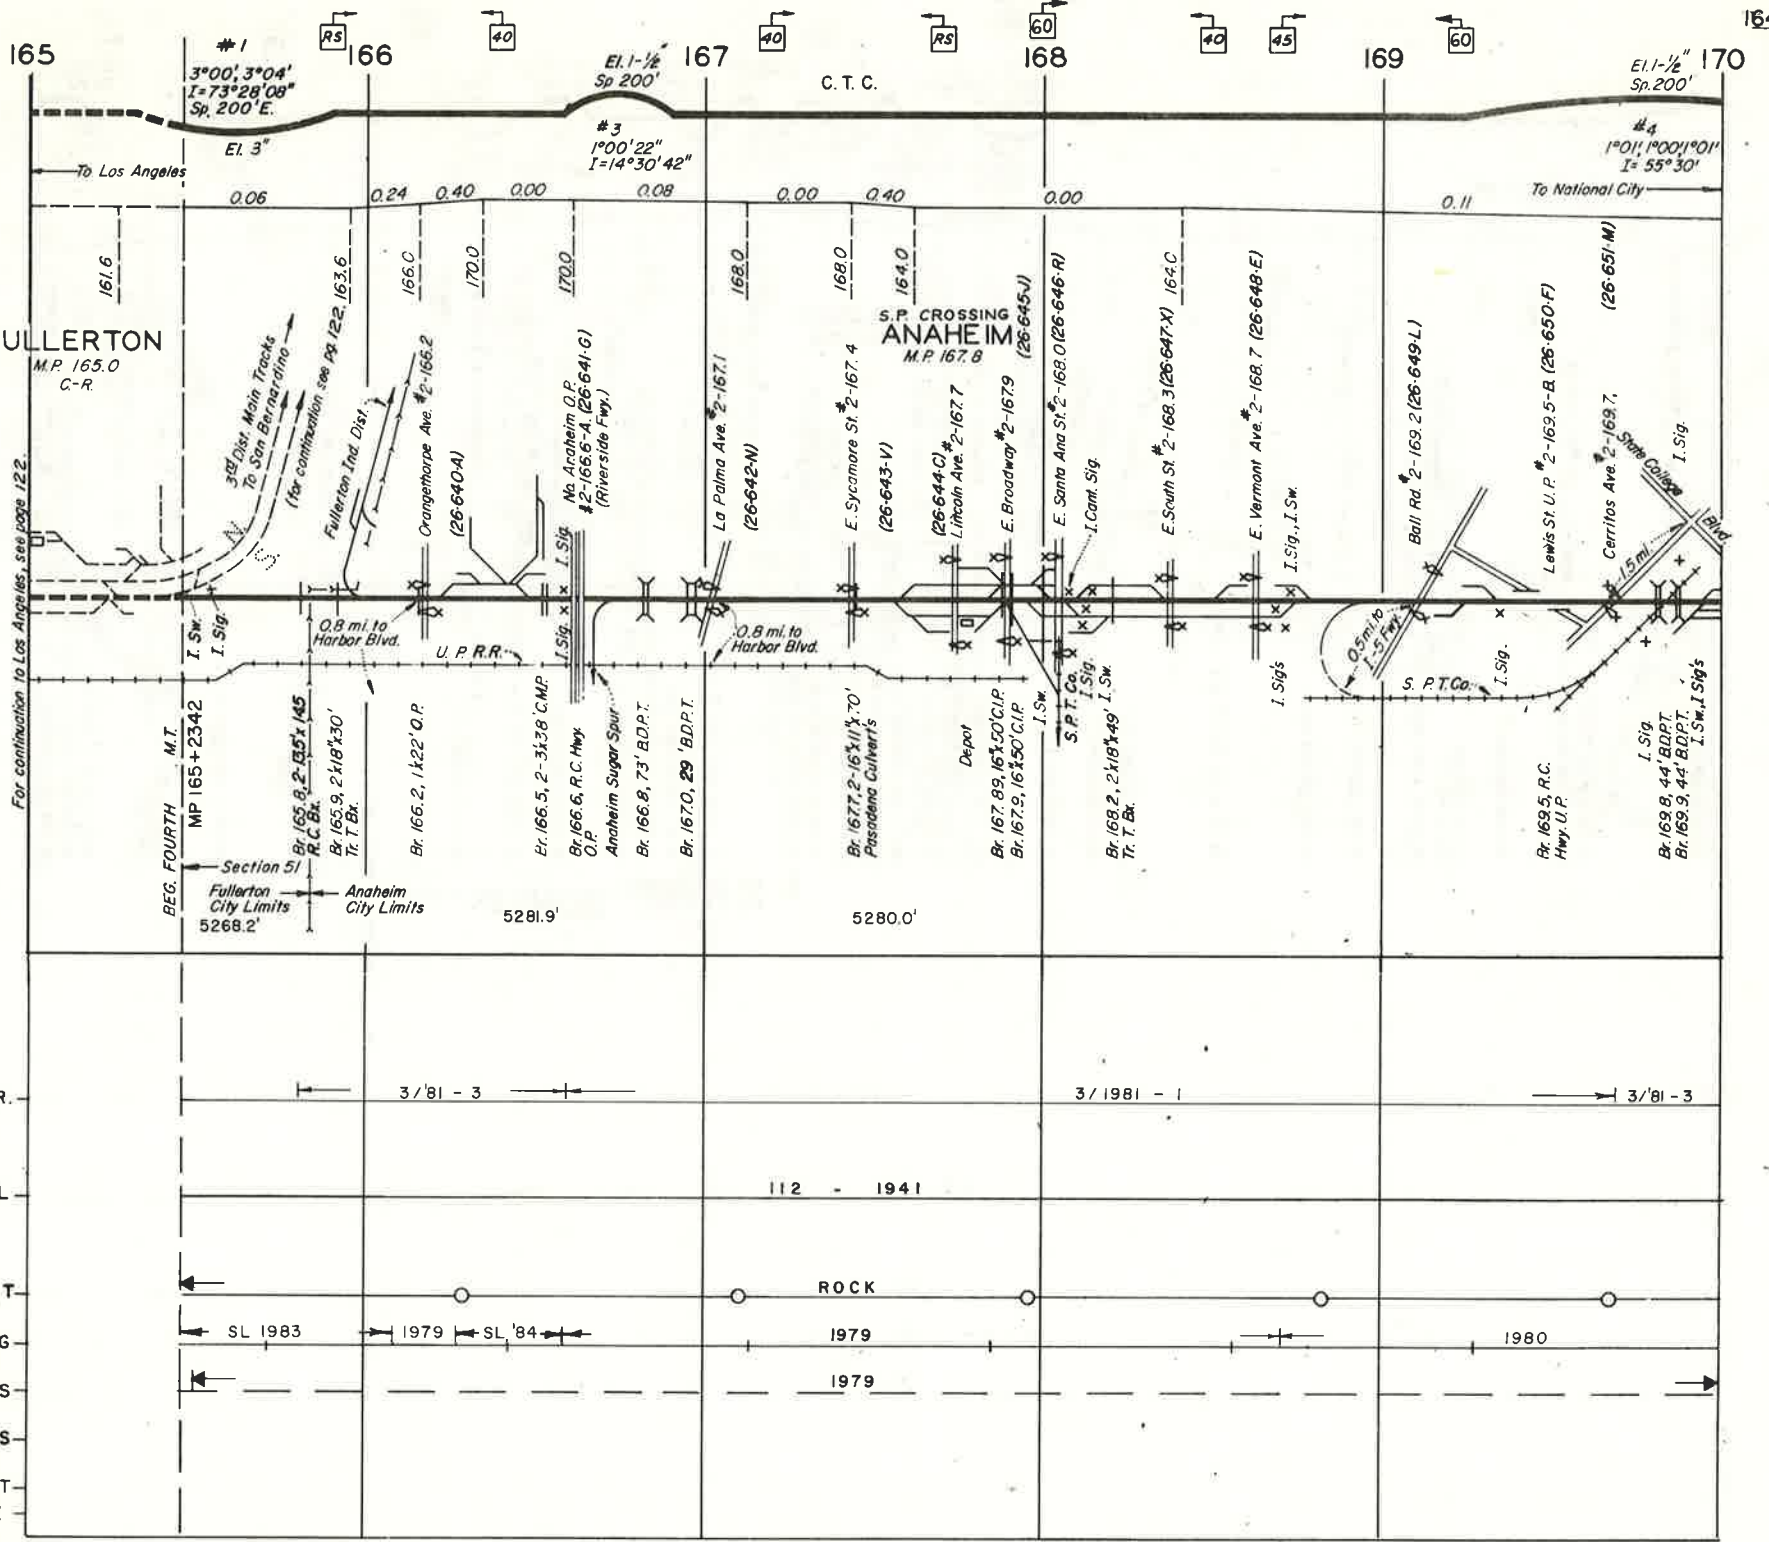 165
#1
RS
166
40
167
40
RS
60
168
40
45
169
60
170
3°00', 3°04'
I=73°28'08"
Sp. 200'E.
El. 3"
El. 1-½"
Sp 200'
#3
1°00'22"
I=14°30'42"
C.T.C.
El. 1-½"
Sp. 200'
#4
1°01', 1°00', 1°01'
I= 55°30'
To Los Angeles
To National City
0.06
0.24
0.40
0.00
0.08
0.00
0.40
0.00
0.11
161.6
163.6
166.0
170.0
170.0
168.0
168.0
164.0
164.0
ULLERTON
M.P. 165.0
C-R.
S.P. CROSSING
ANAHEIM
M.P. 167.8
For continuation to Los Angeles, see page 122.
3rd Dist. Main Tracks
To San Bernardino
(for continuation see pg. 122.
N.
S.
Fullerton Ind. Dist.
Orangethorpe Ave. #2-166.2
(26-640-A)
No. Anaheim O.P.
#2-166.6-A. (26-641-G)
(Riverside Fwy.)
La Palma Ave. #2-167.1
(26-642-N)
E. Sycamore St. #2-167.4
(26-643-V)
(26-644-C)
Lincoln Ave. #2-167.7
E. Broadway #2-167.9
(26-645-J)
E. Santa Ana St. #2-168.0 (26-646-R)
I. Cant. Sig.
E. South St. #2-168.3 (26-647-X)
E. Vermont Ave. #2-168.7 (26-648-E)
I. Sig., I. Sw.
Ball Rd. #2-169.2 (26-649-L)
Lewis St. U.P. #2-169.5-B (26-650-F)
Cerritos Ave. #2-169.7,
(26-651-M)
State College
Blvd.
I. Sig.
1.5 mi.
I. Sw.
I. Sig.
0.8 mi. to
Harbor Blvd.
U. P. R.R.
I. Sig.
I. Sig.
0.8 mi. to
Harbor Blvd.
0.5 mi. to
I.-5 Fwy.
S. P. T. Co.
I. Sig.
BEG. FOURTH M.T.
MP 165+2342
Br. 165.8, 2-13.5' x 145
R.C. Bx.
Br. 165.9, 2'x18"x30'
Tr. T. Bx.
Br. 166.2, 1'x22' O.P.
Br. 166.5, 2-3'x38' C.M.P.
Br. 166.6, R.C. Hwy.
O.P.
Anaheim Sugar Spur
Br. 166.8, 73' B.D.P.T.
Br. 167.0, 29' B.D.P.T.
Br. 167.7, 2-16"x11"x70'
Pasadena Culvert's
Depot
Br. 167.89, 16"x50' C.I.P.
Br. 167.9, 16"x50' C.I.P.
I. Sw.
S.P.T. Co.
I. Sig.
I. Sw.
Br. 168.2, 2'x18"x49'
Tr. T. Bx.
I. Sig's
Br. 169.5, R.C.
Hwy. U.P.
I. Sig.
Br. 169.8, 44' B.D.P.T.
Br. 169.9, 44' B.D.P.T.
I. Sw., I Sig's
Section 51
Fullerton
City Limits
Anaheim
City Limits
5268.2'
5281.9'
5280.0'
R.
3/'81 - 3
3/1981 - 1
3/'81 - 3
L
112 - 1941
T
ROCK
G
SL 1983
1979
SL '84
1979
1980
S
1979
S
T